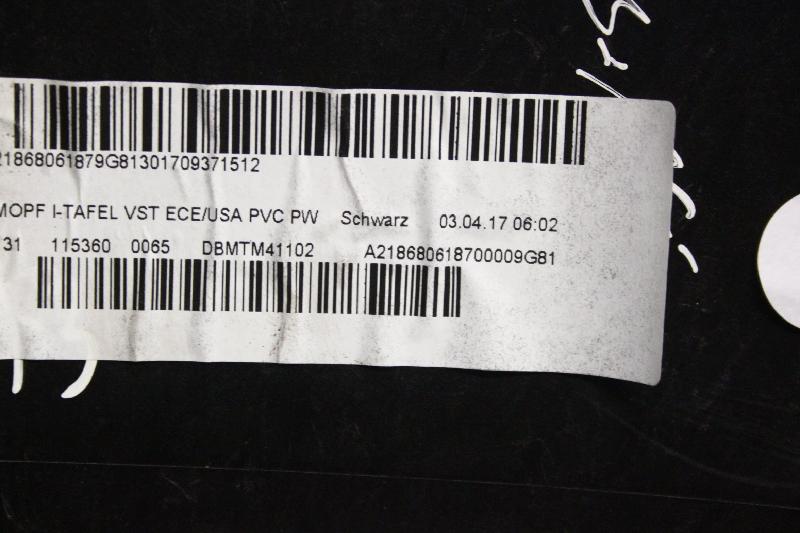 21868061879G81301709371512
MOPF I-TAFEL VST ECE/USA PVC PW Schwarz 03.04.17 06:02
31 115360 0065 DBMTM41102 A218680618700009G81